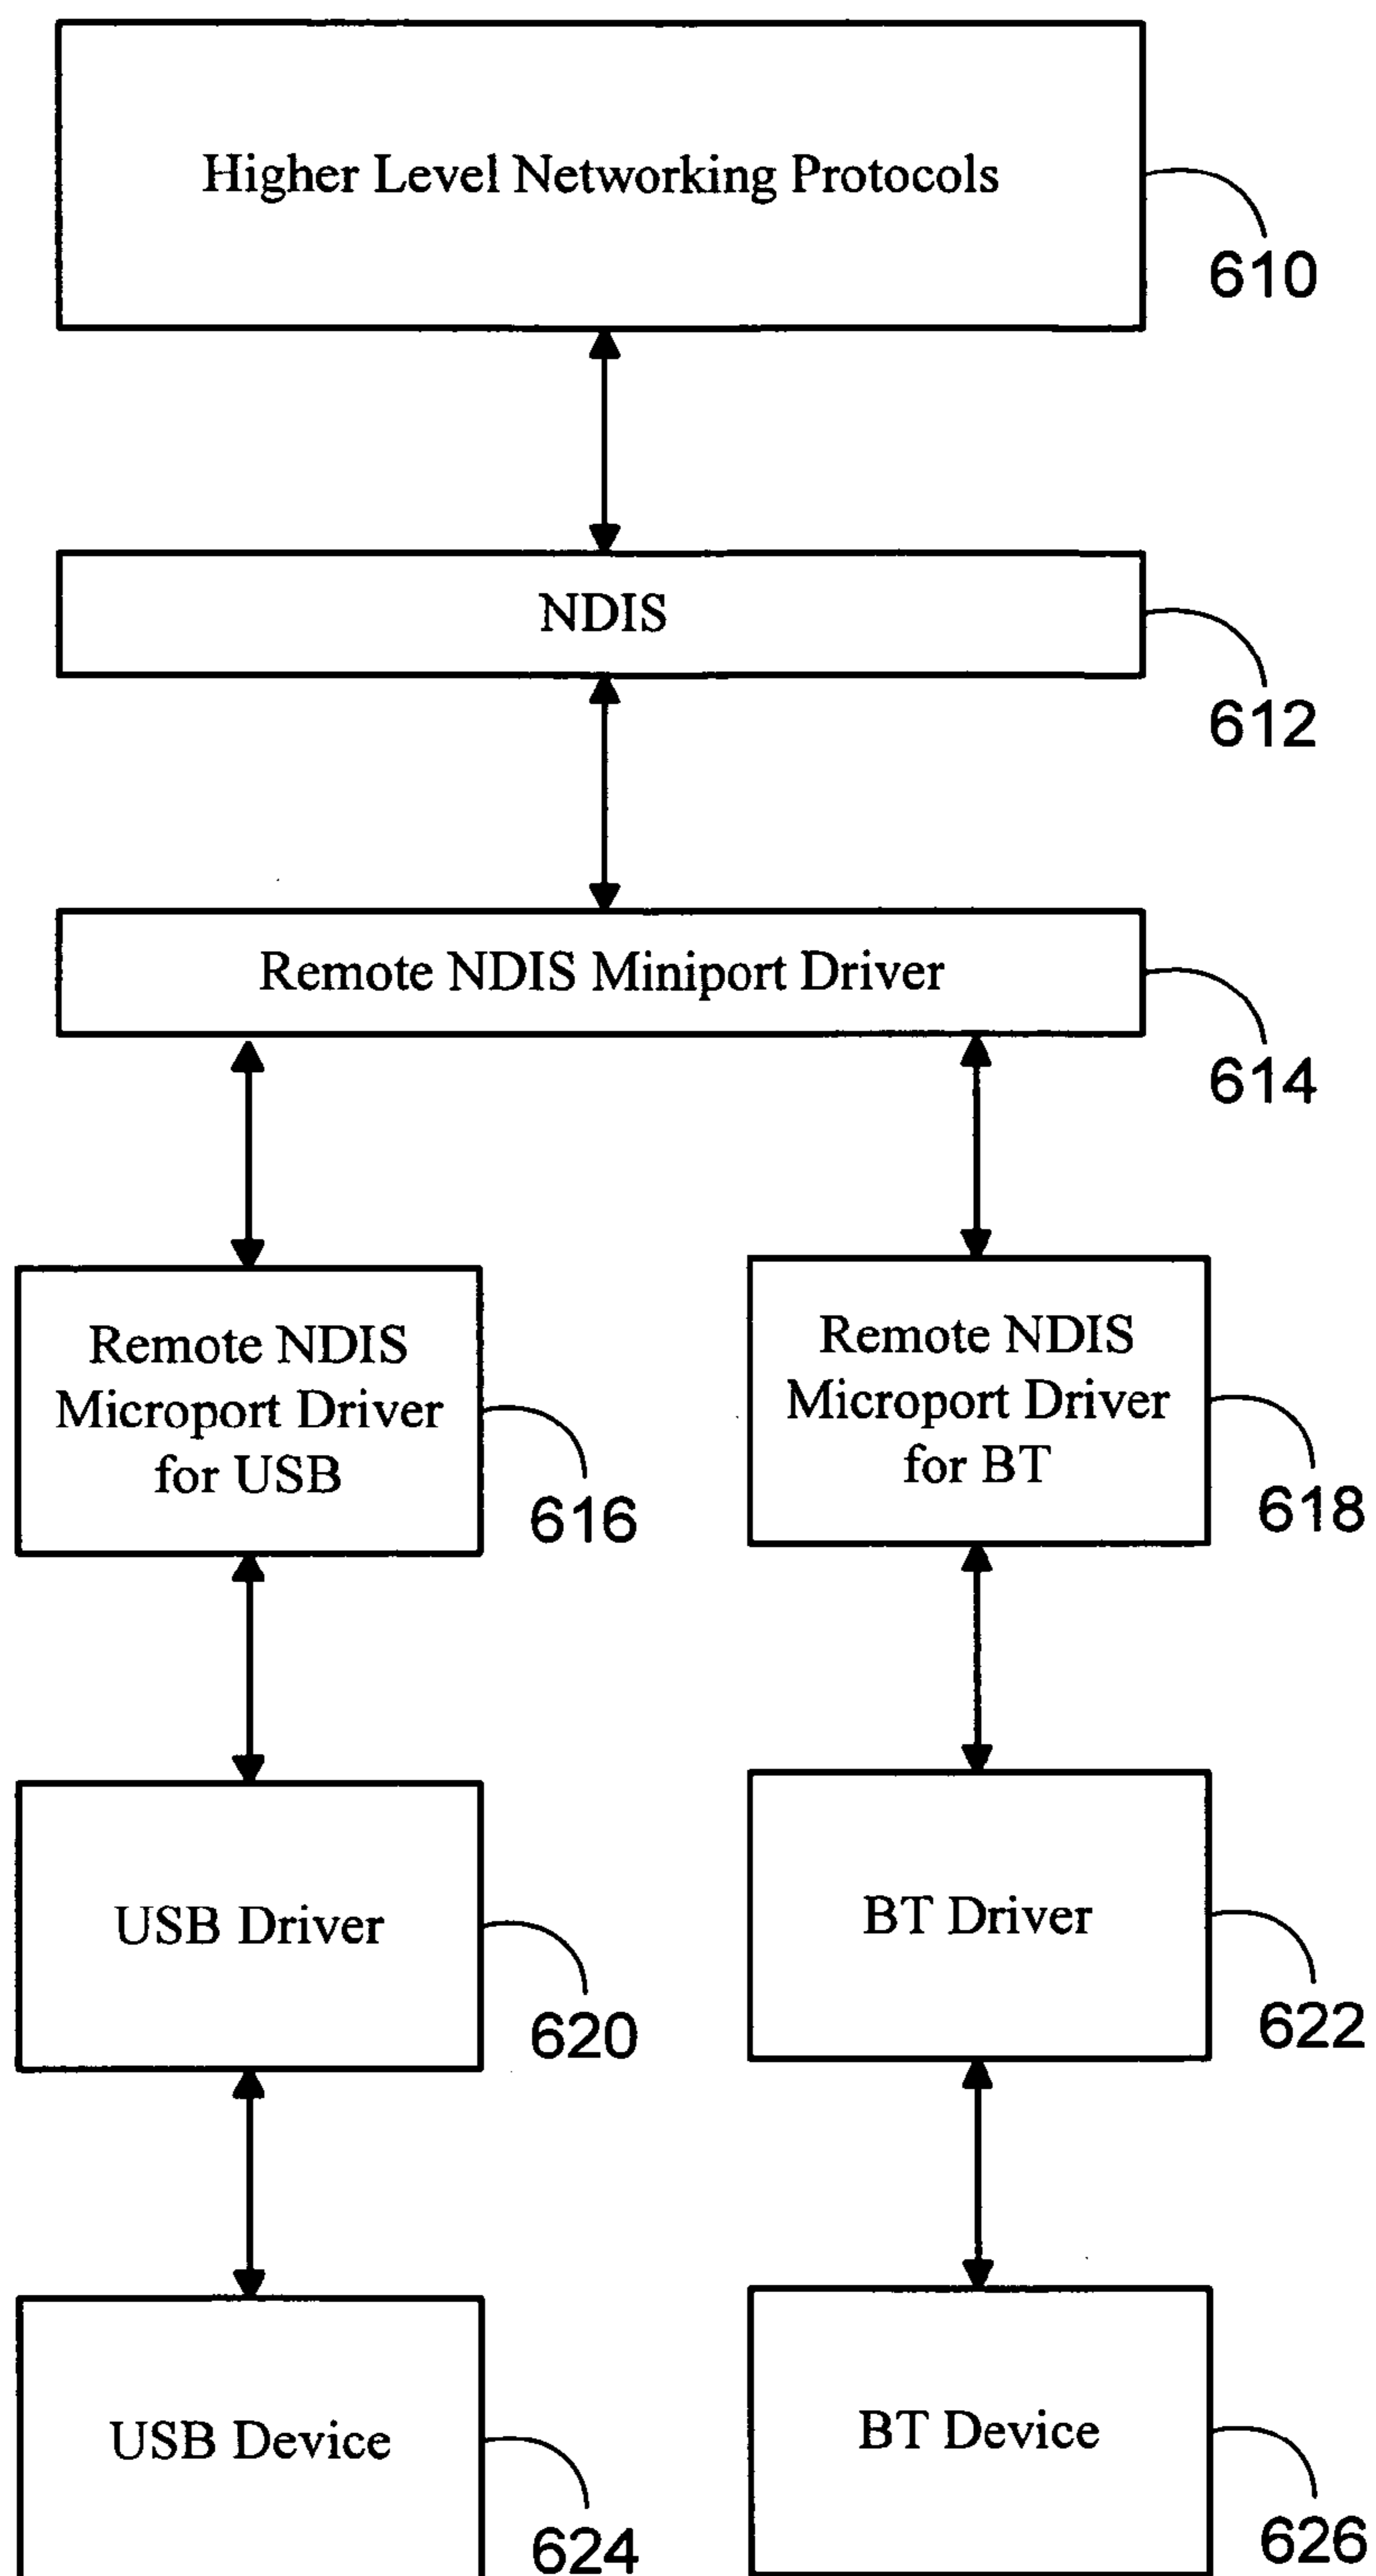 Higher Level Networking Protocols
610
NDIS
612
Remote NDIS Miniport Driver
614
Remote NDIS
Microport Driver
for USB
616
Remote NDIS
Microport Driver
for BT
618
USB Driver
620
BT Driver
622
USB Device
624
BT Device
626